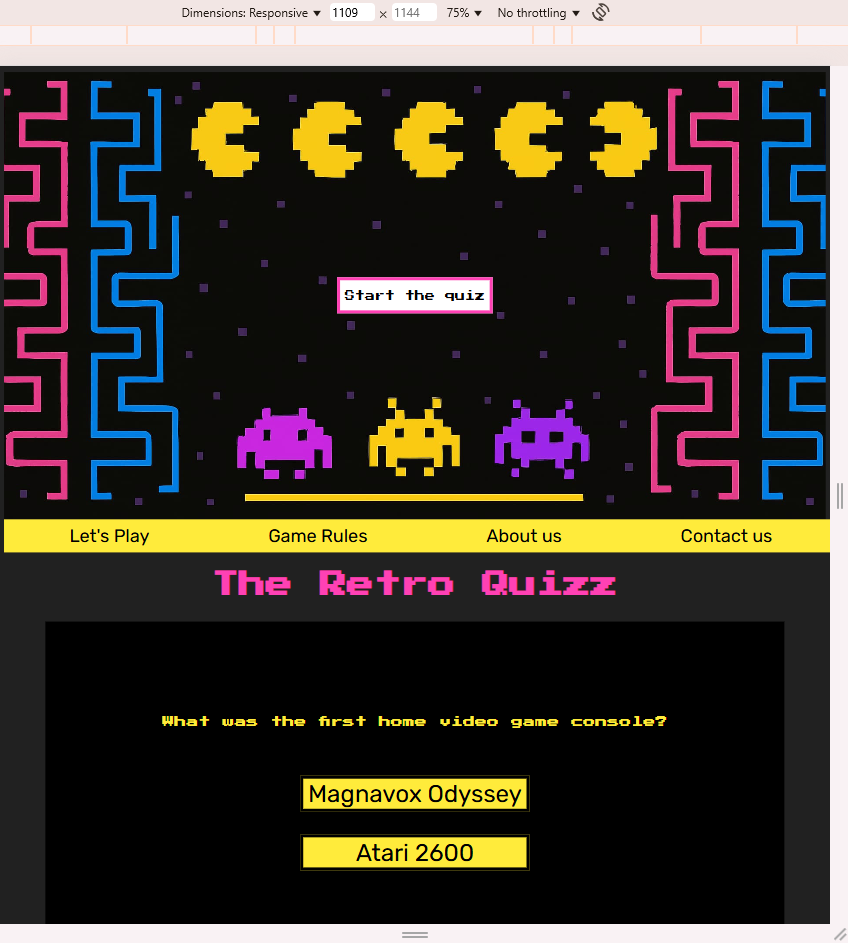 Dimensions: Responsive 1109 × 1144 75% No throttling
Start the quiz
Let's Play Game Rules About us Contact us
The Retro Quizz
What was the first home video game console?
Magnavox Odyssey
Atari 2600